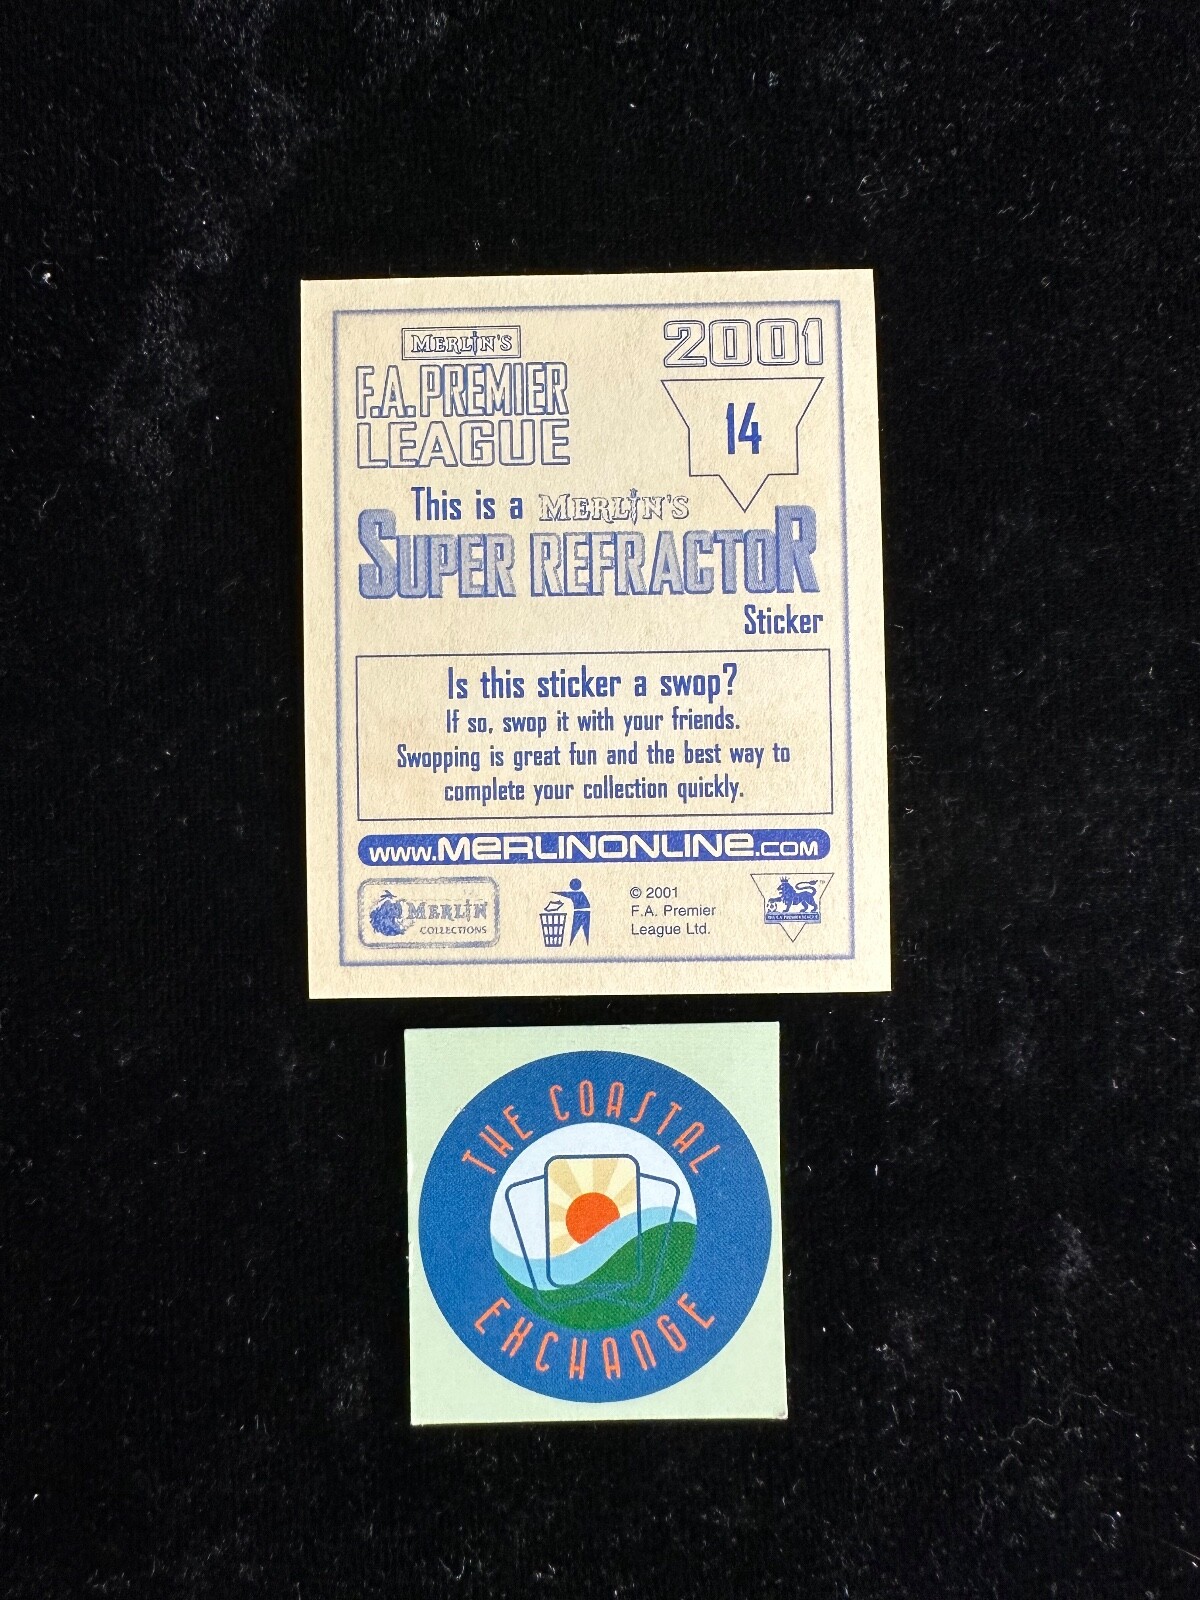 MERLIN'S
F.A. PREMIER
LEAGUE
2001
14
This is a MERLIN'S
SUPER REFRACTOR
Sticker
Is this sticker a swop?
If so, swop it with your friends.
Swopping is great fun and the best way to
complete your collection quickly.
www.MERLINONLINE.COM
MERLIN
COLLECTIONS
© 2001
F.A. Premier
League Ltd.
THE COASTAL
EXCHANGE